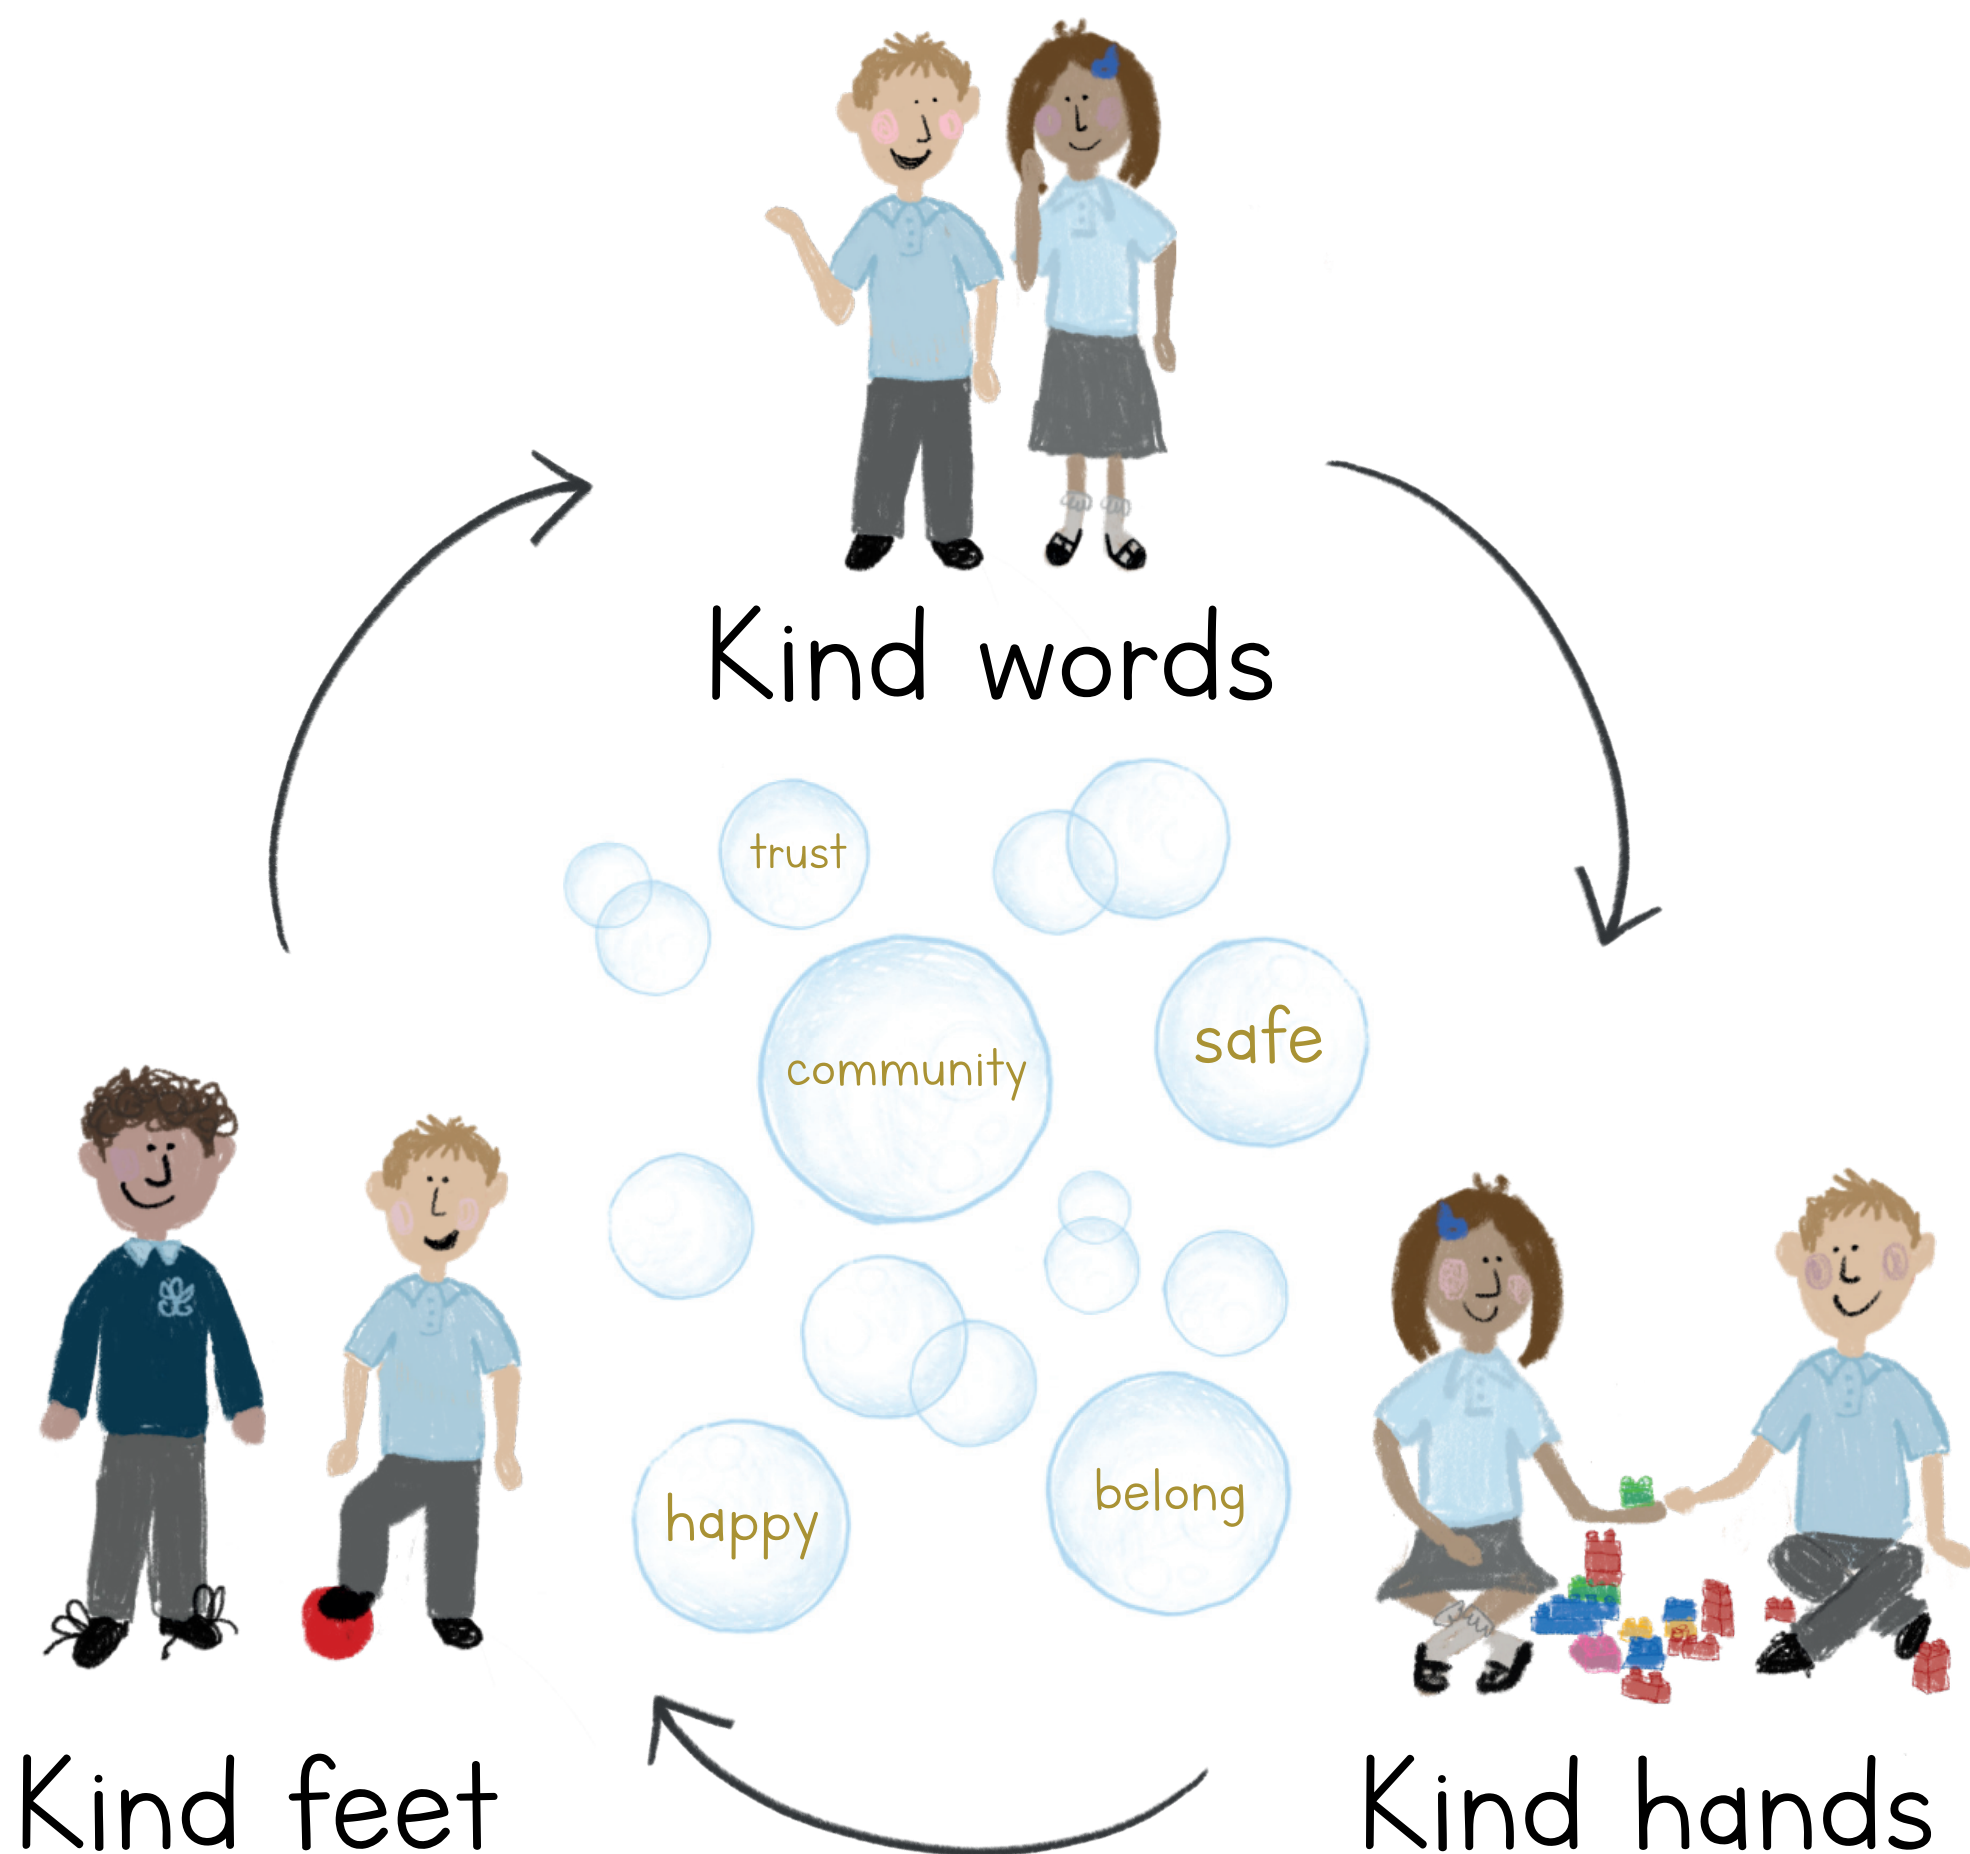 Kind words
trust
community
safe
happy
belong
Kind feet
Kind hands